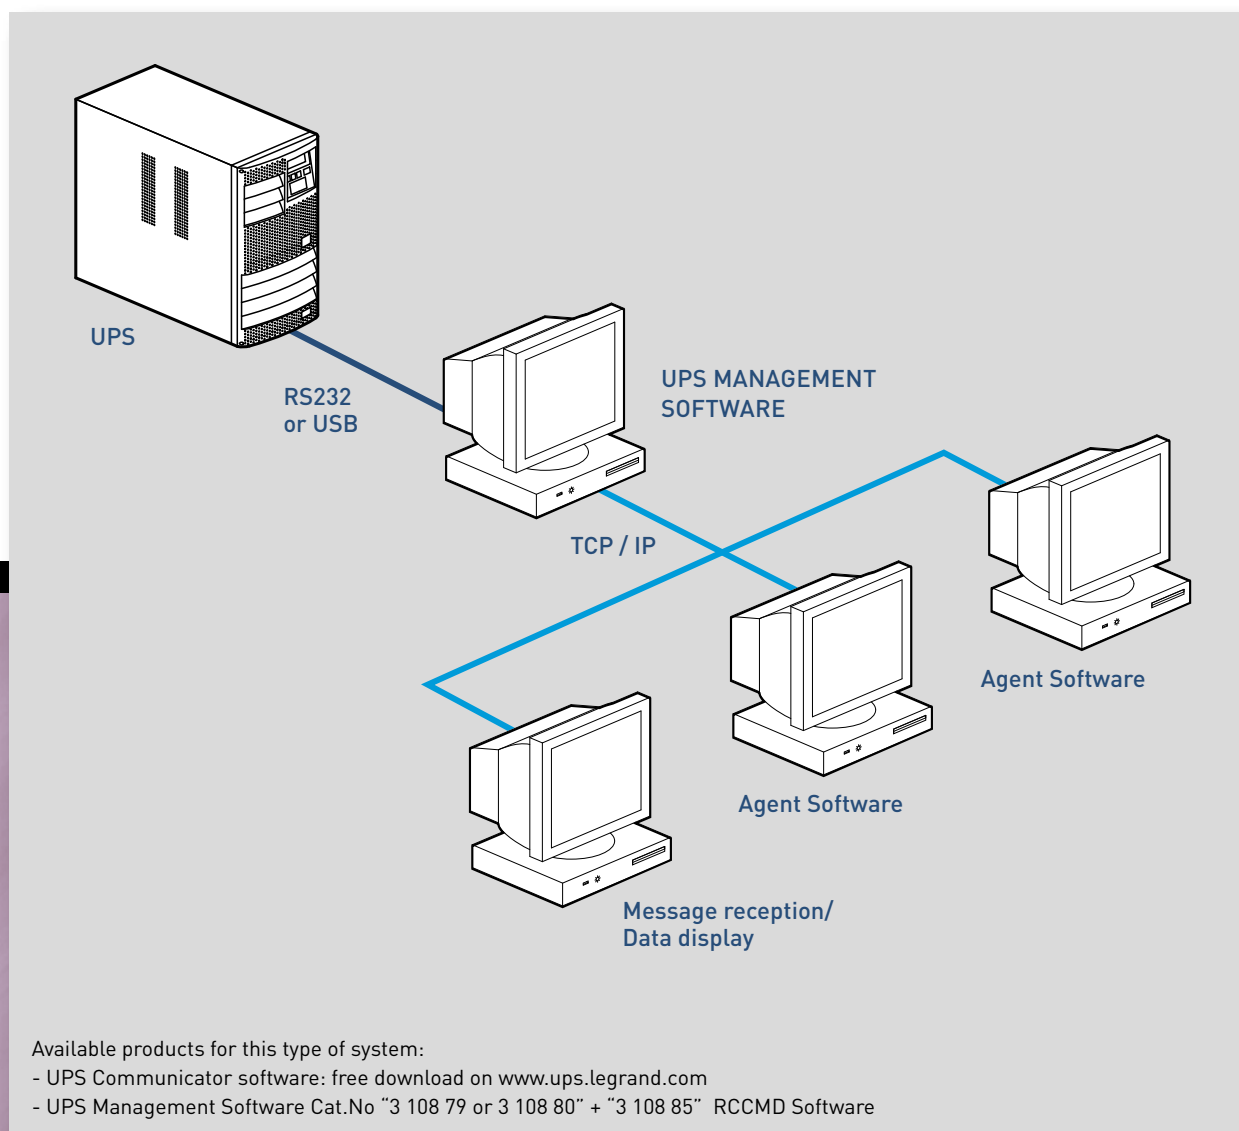 UPS
RS232
or USB
UPS MANAGEMENT
SOFTWARE
TCP / IP
Agent Software
Agent Software
Message reception/
Data display
Available products for this type of system:
- UPS Communicator software: free download on www.ups.legrand.com
- UPS Management Software Cat.No “3 108 79 or 3 108 80” + “3 108 85”  RCCMD Software